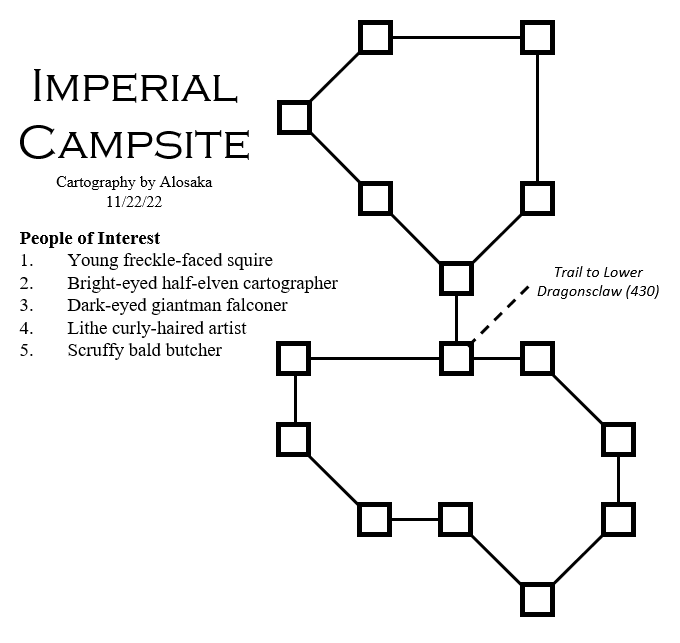 IMPERIAL
CAMPSITE
Cartography by Alosaka
11/22/22
People of Interest
1. Young freckle-faced squire
2. Bright-eyed half-elven cartographer
3. Dark-eyed giantman falconer
4. Lithe curly-haired artist
5. Scruffy bald butcher
Trail to Lower
Dragonsclaw (430)